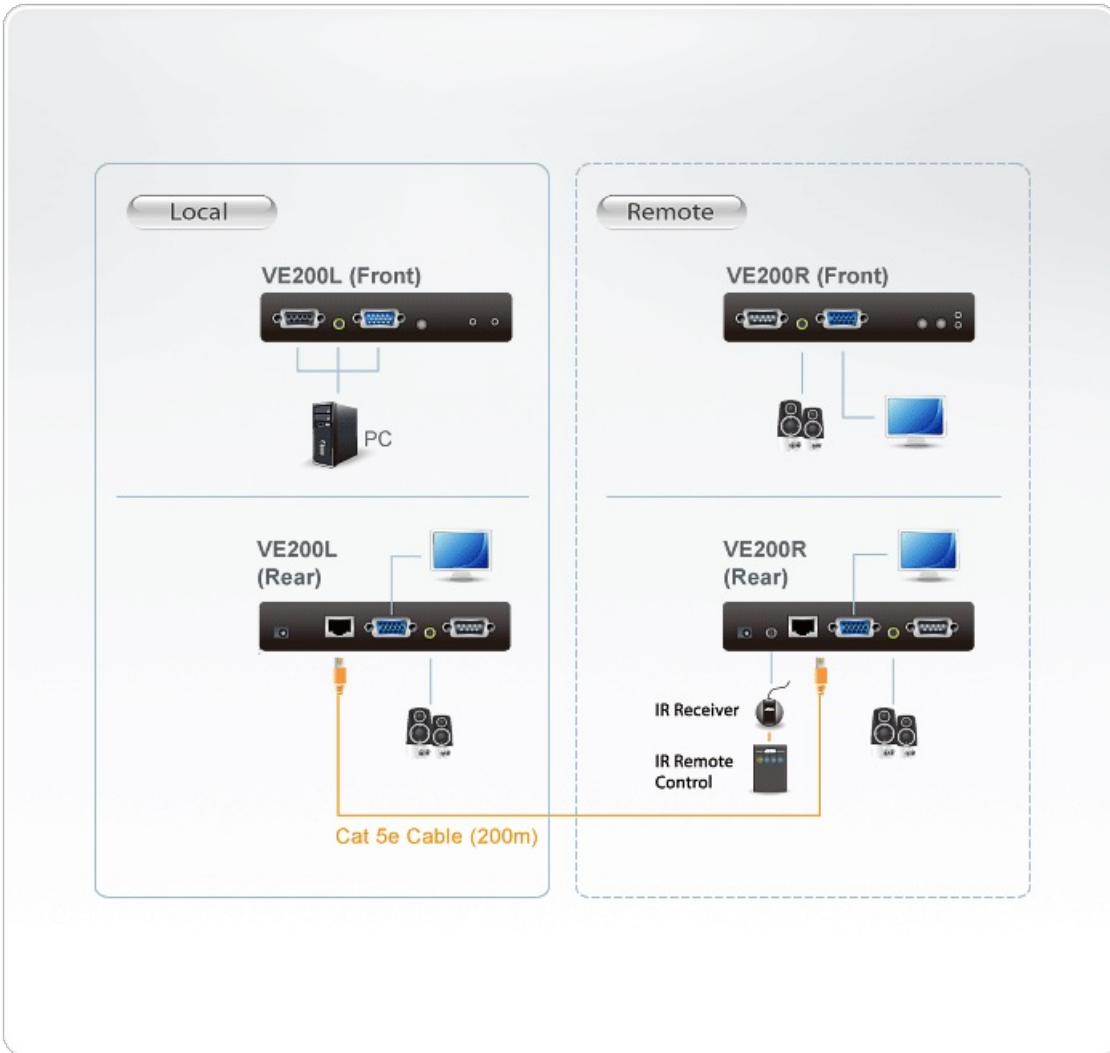 Local
VE200L (Front)
PC
VE200L
(Rear)
Cat 5e Cable (200m)
Remote
VE200R (Front)
VE200R
(Rear)
IR Receiver
IR Remote
Control